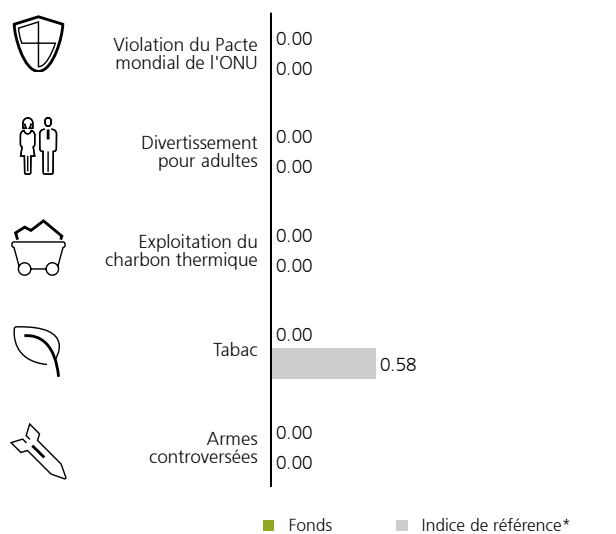 Violation du Pacte
mondial de l'ONU
0.00
0.00
Divertissement
pour adultes
0.00
0.00
Exploitation du
charbon thermique
0.00
0.00
Tabac
0.00
0.58
Armes
controversées
0.00
0.00
Fonds
Indice de référence*